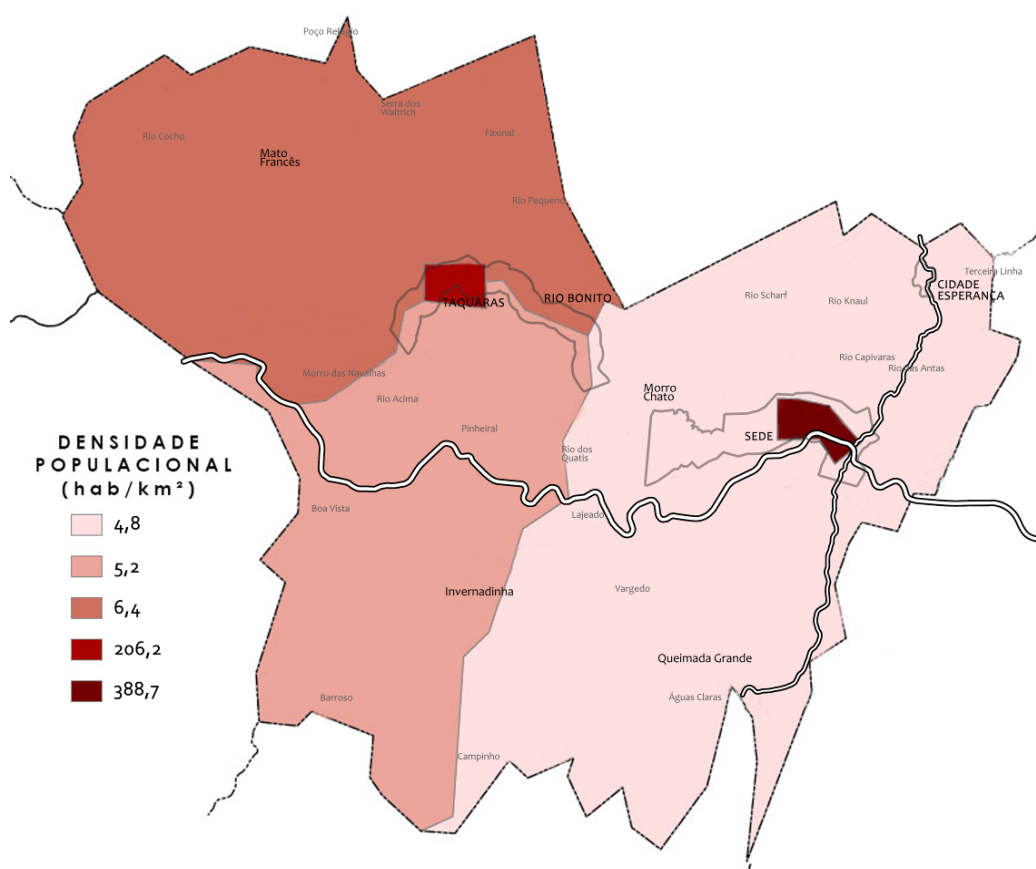 Poço Relógio
Serra dos
Waltrich
Rio Cocho
Faxinal
Mato
Francês
Rio Pequeno
Terceira Linha
CIDADE
ESPERANÇA
Rio Scharf
Rio Knaul
RIO BONITO
TAQUARAS
Rio Capivaras
Rio das Antas
Morro das Navalhas
Morro
Chato
Rio Acima
Pinheiral
SEDE
Rio dos
Quatis
DENSIDADE
POPULACIONAL
(hab/km²)
4,8
5,2
6,4
206,2
388,7
Boa Vista
Lajeado
Invernadinha
Vargedo
Queimada Grande
Barroso
Águas Claras
Campinho